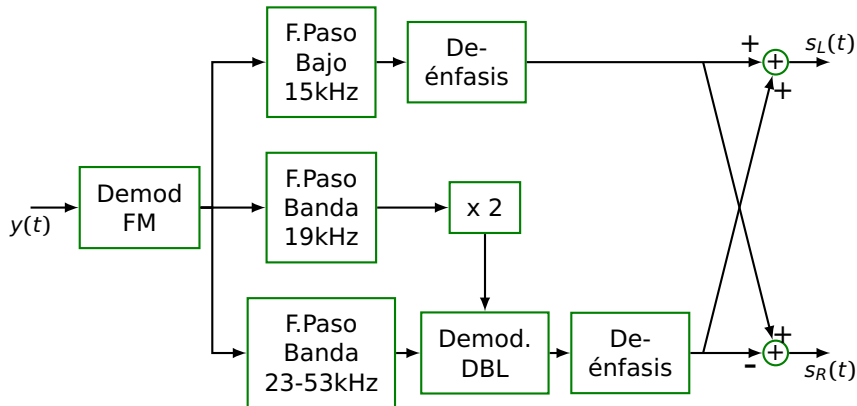 F.Paso
Bajo
15kHz
De-
énfasis
+
+
+
s_L(t)
y(t)
Demod
FM
F.Paso
Banda
19kHz
x 2
F.Paso
Banda
23-53kHz
Demod.
DBL
De-
énfasis
+
-
+
s_R(t)